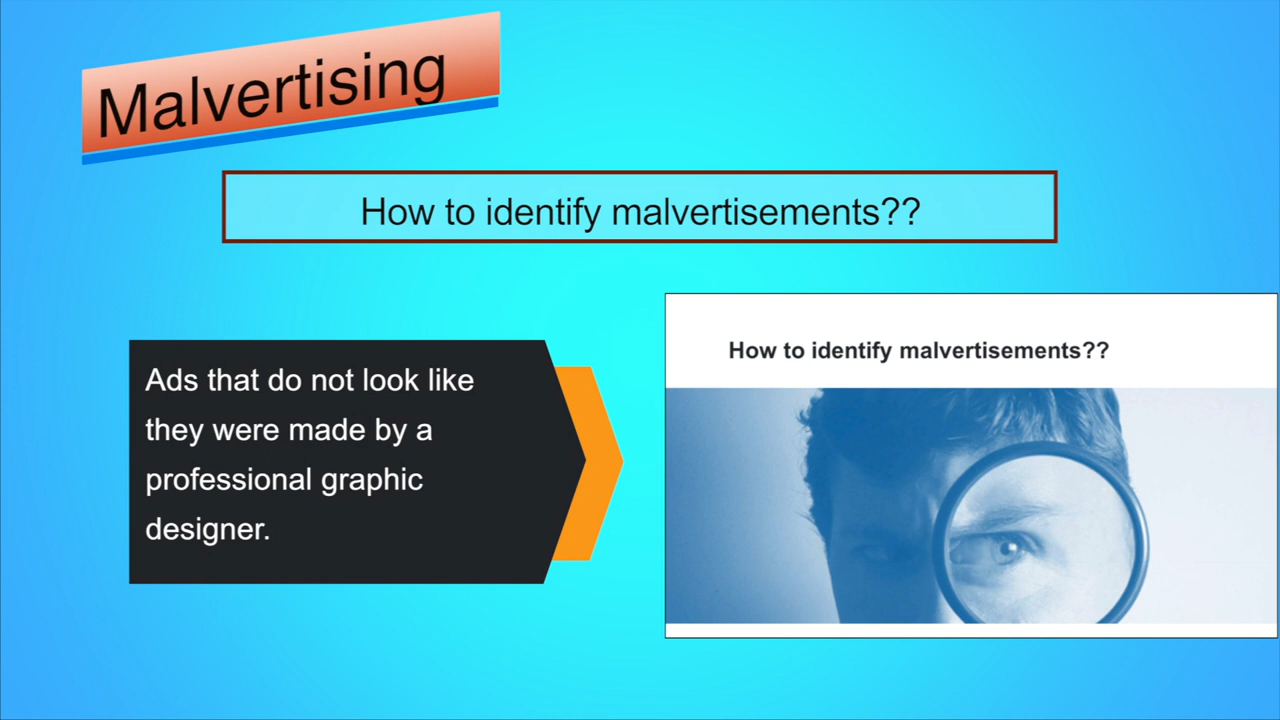 Malvertising
How to identify malvertisements??
Ads that do not look like
they were made by a
professional graphic
designer.
How to identify malvertisements??